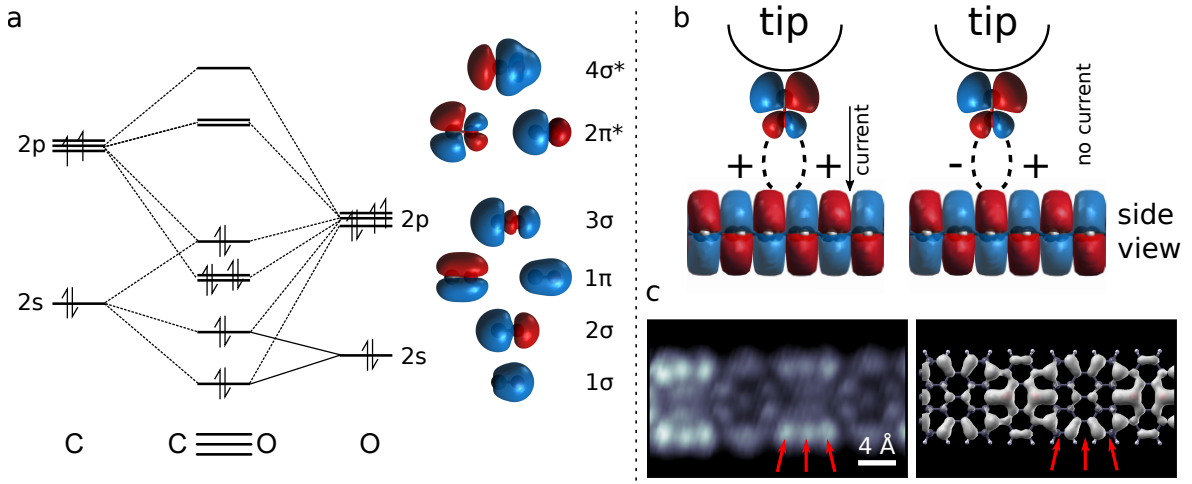 a
2p
2s
2p
2s
C
C
O
O
4σ*
2π*
3σ
1π
2σ
1σ
b
tip
tip
+
+
current
-
+
no current
side
view
c
4 Å